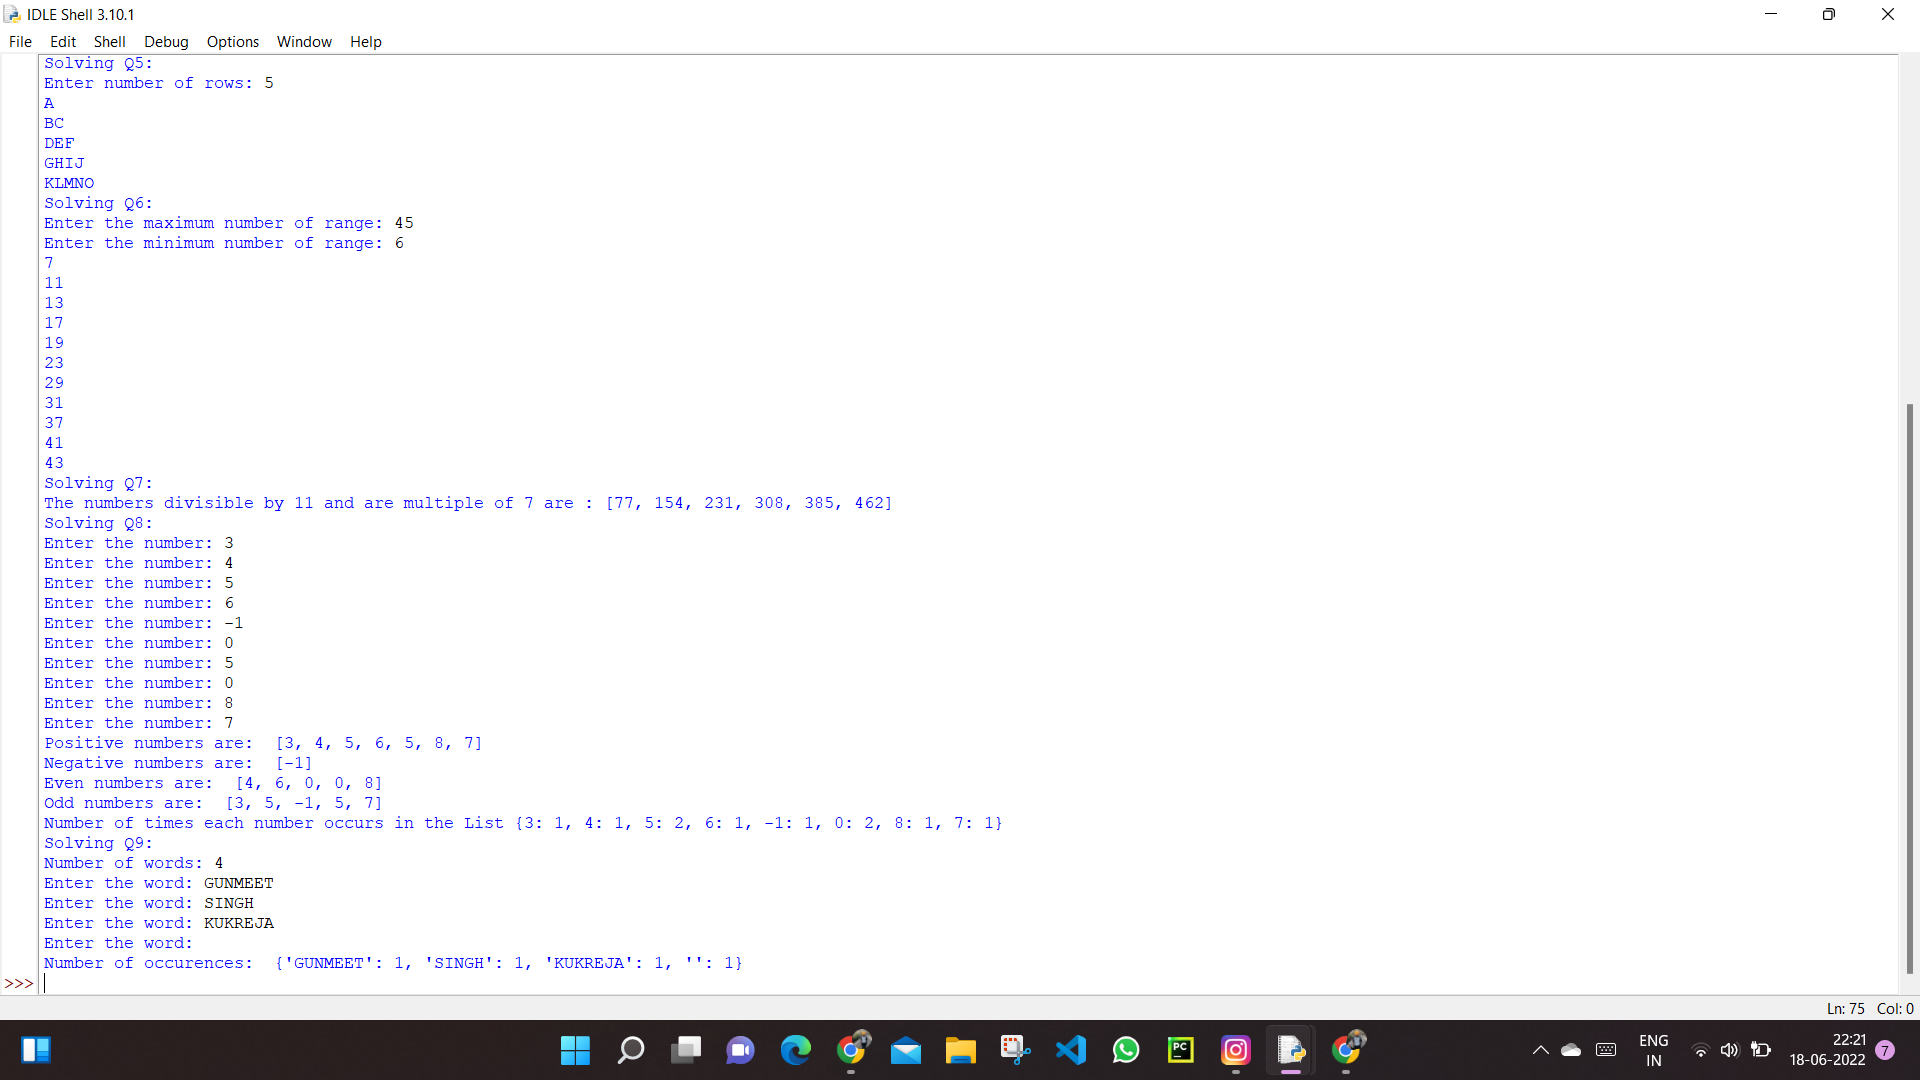 IDLE Shell 3.10.1
File Edit Shell Debug Options Window Help
Solving Q5:
Enter number of rows: 5
A
BC
DEF
GHIJ
KLMNO
Solving Q6:
Enter the maximum number of range: 45
Enter the minimum number of range: 6
7
11
13
17
19
23
29
31
37
41
43
Solving Q7:
The numbers divisible by 11 and are multiple of 7 are : [77, 154, 231, 308, 385, 462]
Solving Q8:
Enter the number: 3
Enter the number: 4
Enter the number: 5
Enter the number: 6
Enter the number: -1
Enter the number: 0
Enter the number: 5
Enter the number: 0
Enter the number: 8
Enter the number: 7
Positive numbers are:  [3, 4, 5, 6, 5, 8, 7]
Negative numbers are:  [-1]
Even numbers are:  [4, 6, 0, 0, 8]
Odd numbers are:  [3, 5, -1, 5, 7]
Number of times each number occurs in the List {3: 1, 4: 1, 5: 2, 6: 1, -1: 1, 0: 2, 8: 1, 7: 1}
Solving Q9:
Number of words: 4
Enter the word: GUNMEET
Enter the word: SINGH
Enter the word: KUKREJA
Enter the word:
Number of occurences:  {'GUNMEET': 1, 'SINGH': 1, 'KUKREJA': 1, '': 1}
>>>
Ln: 75 Col: 0
PC
ENG
IN
22:21
18-06-2022
7